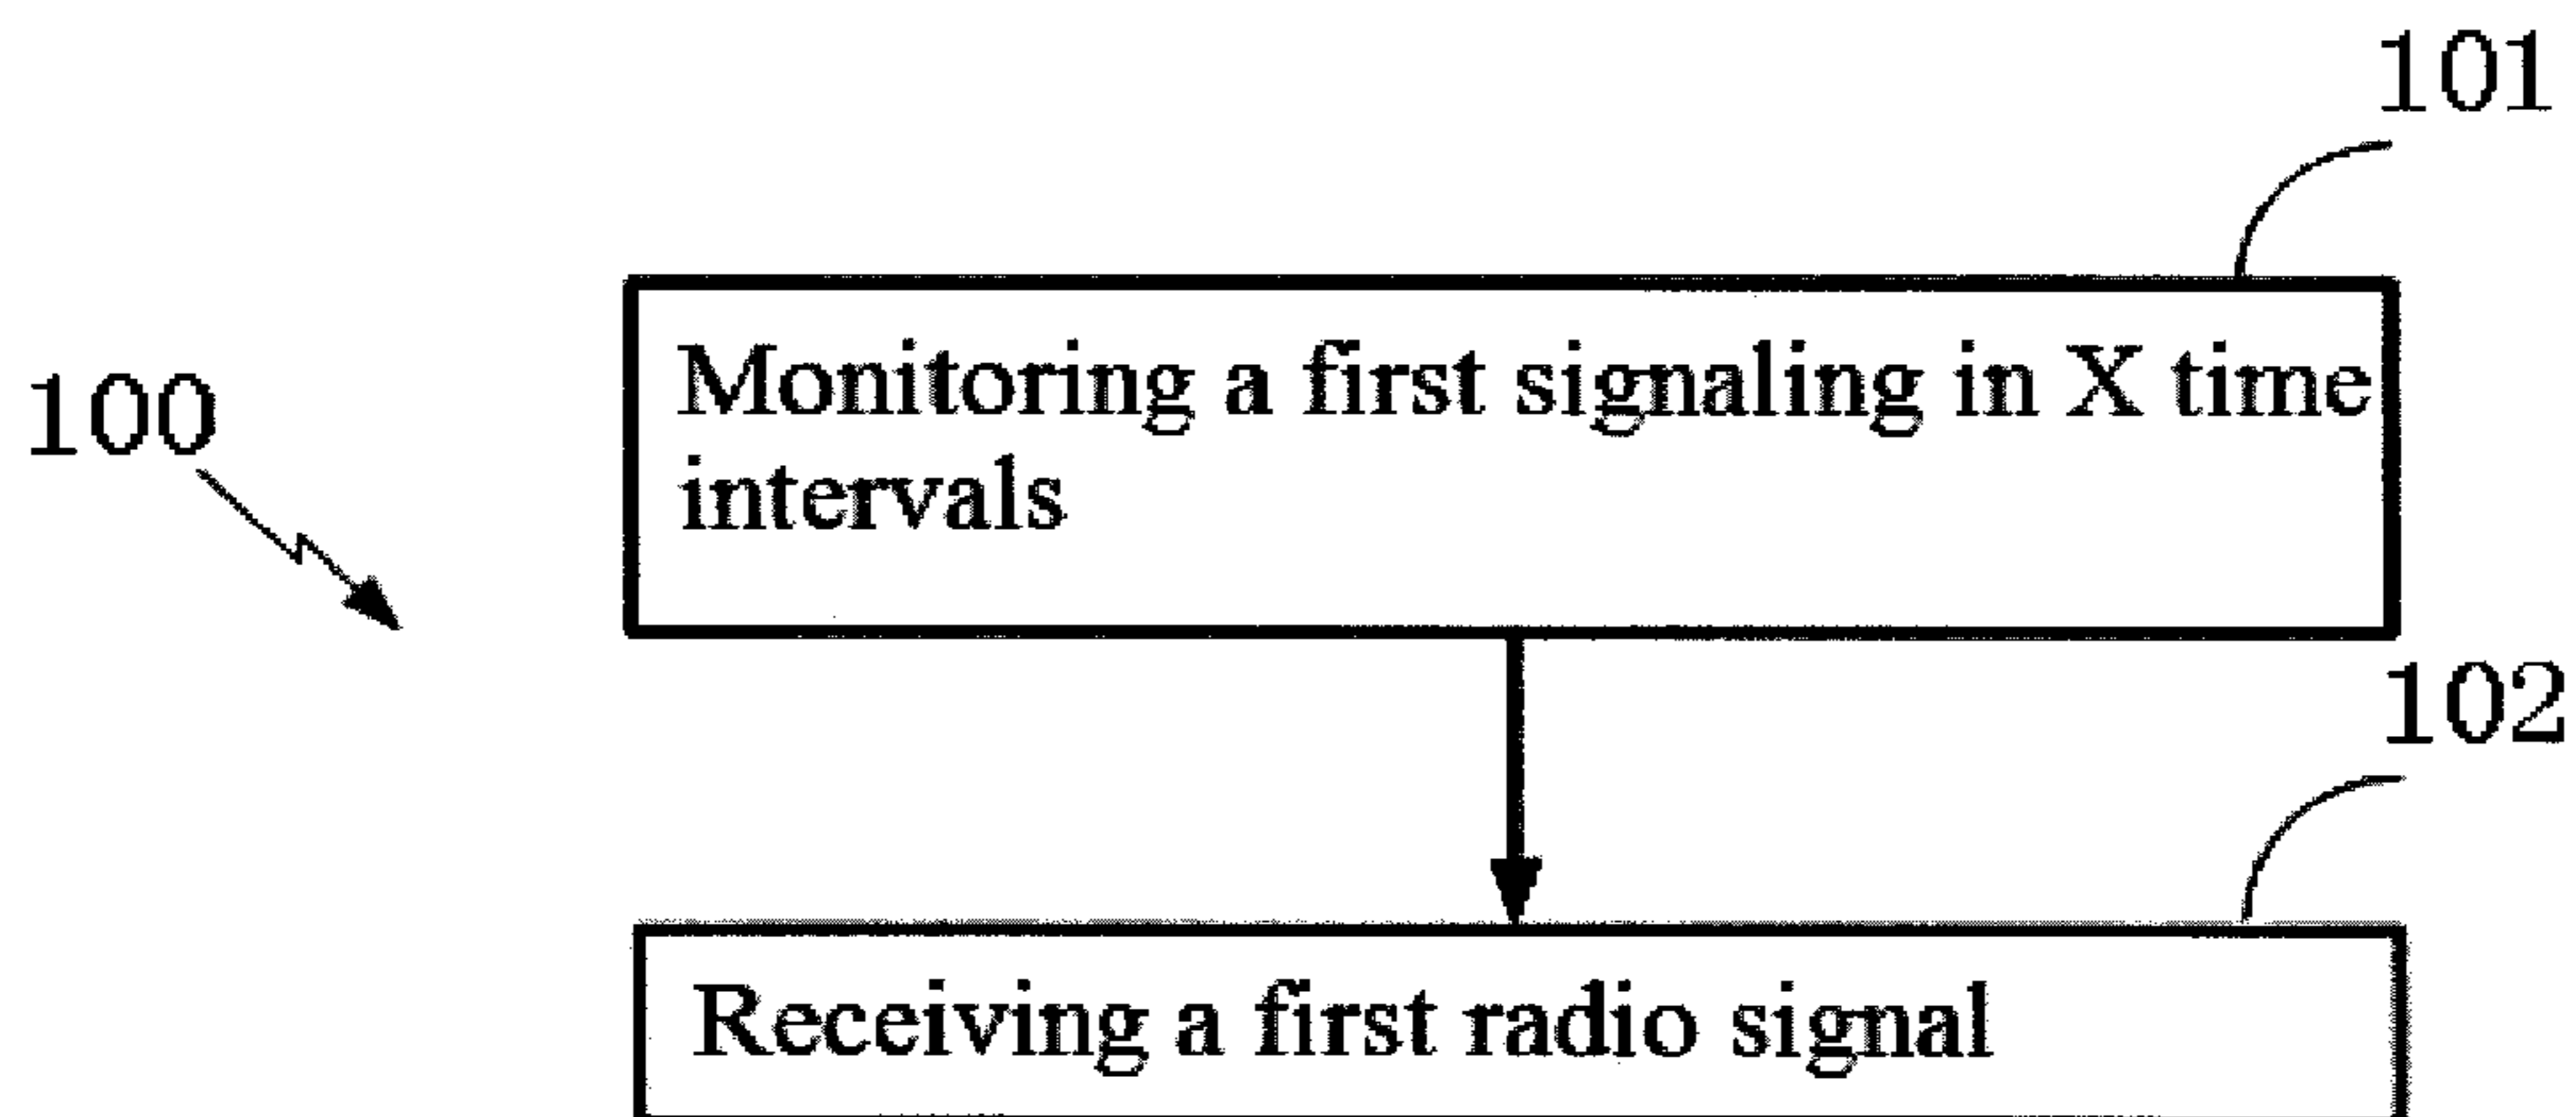 101
100
Monitoring a first signaling in X time
intervals
102
Receiving a first radio signal